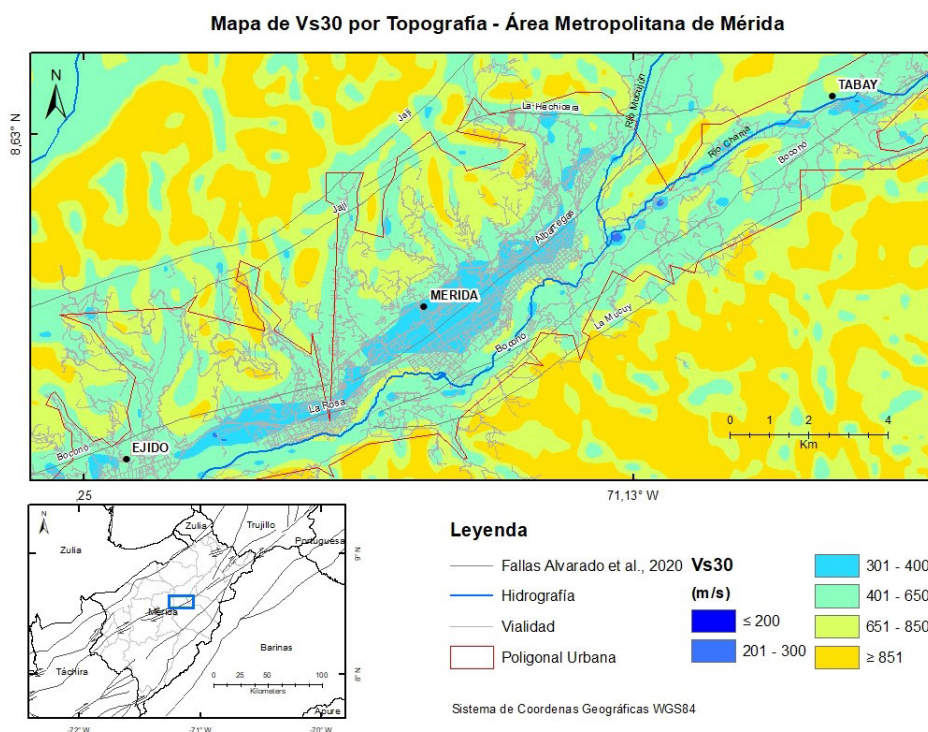 Mapa de Vs30 por Topografía - Área Metropolitana de Mérida
N
8,63° N
TABAY
La Hechicera
Río Mucujún
Jají
Río Chama
Boconó
Jají
Albarregas
MERIDA
La Mucuy
Boconó
La Rosa
EJIDO
Boconó
0 2 4
Km
,25
71,13° W
N
Zulia
Trujillo
Portuguesa
Zulia
9°N
Mérida
Barinas
Táchira
8°N
0 50 100
Kilometers
Apure
-72°W
-71°W
-70°W
Leyenda
Fallas Alvarado et al., 2020
Hidrografía
Vialidad
Poligonal Urbana
Vs30
(m/s)
≤ 200
201 - 300
301 - 400
401 - 650
651 - 850
≥ 851
Sistema de Coordenas Geográficas WGS84